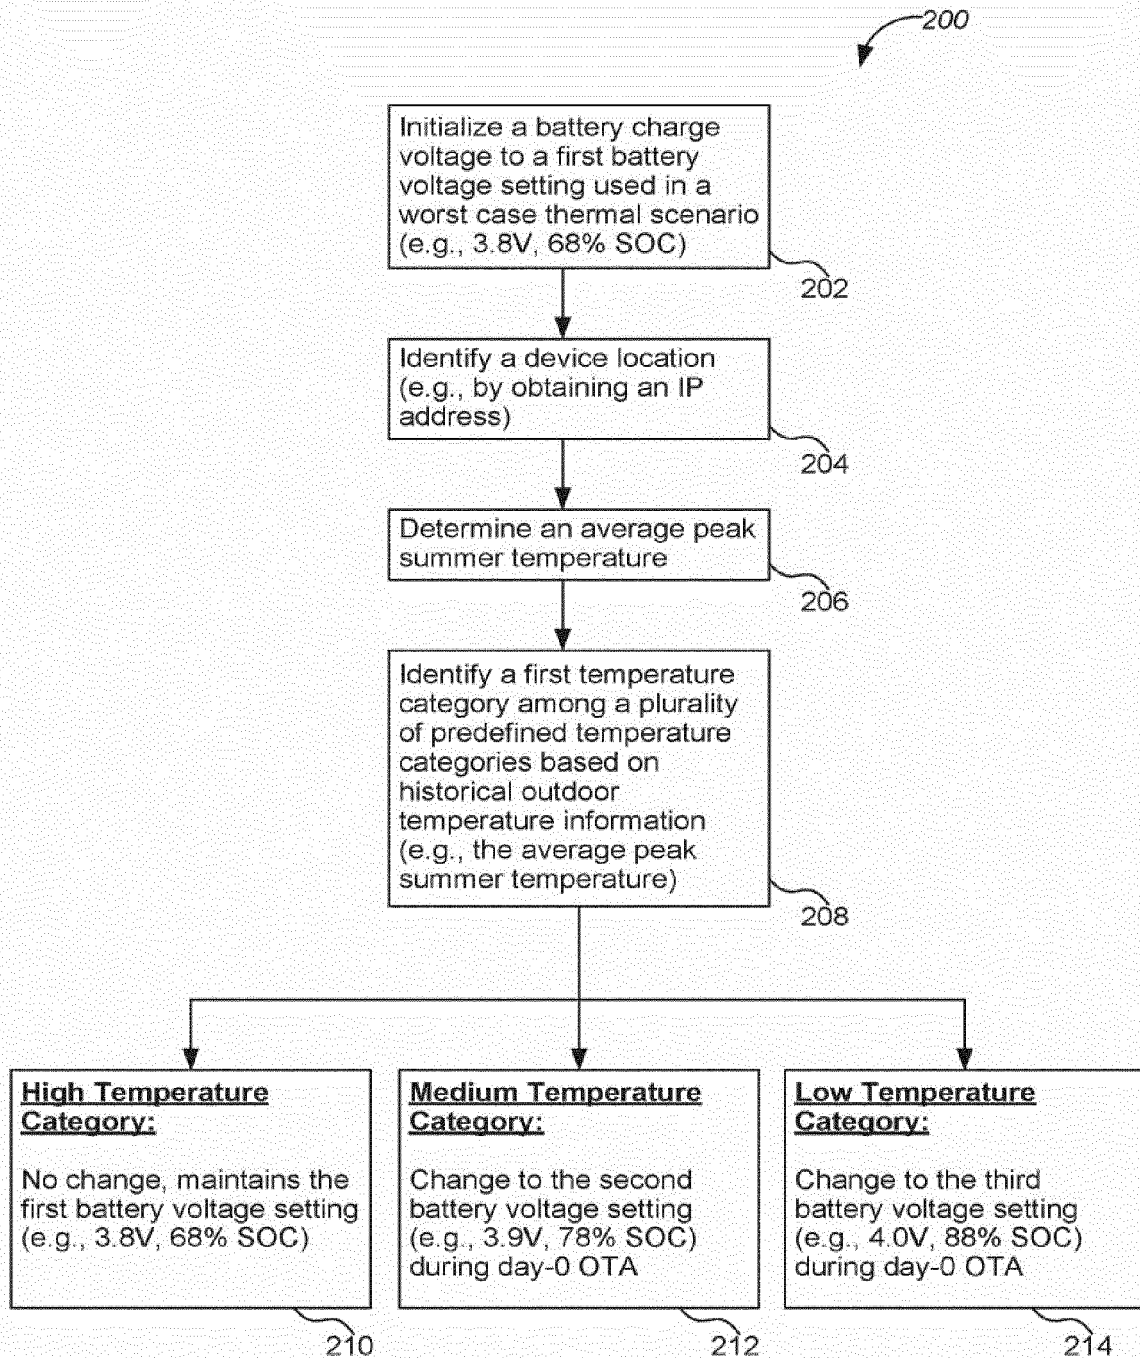 200
Initialize a battery charge
voltage to a first battery
voltage setting used in a
worst case thermal scenario
(e.g., 3.8V, 68% SOC)
202
Identify a device location
(e.g., by obtaining an IP
address)
204
Determine an average peak
summer temperature
206
Identify a first temperature
category among a plurality
of predefined temperature
categories based on
historical outdoor
temperature information
(e.g., the average peak
summer temperature)
208
High Temperature
Category:
No change, maintains the
first battery voltage setting
(e.g., 3.8V, 68% SOC)
210
Medium Temperature
Category:
Change to the second
battery voltage setting
(e.g., 3.9V, 78% SOC)
during day-0 OTA
212
Low Temperature
Category:
Change to the third
battery voltage setting
(e.g., 4.0V, 88% SOC)
during day-0 OTA
214